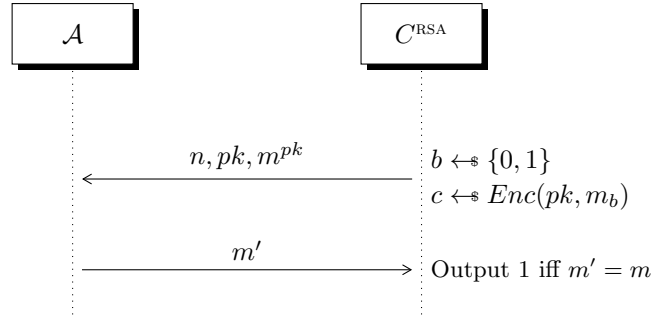 𝒜 C^RSA
n, pk, m^pk b ←$ {0, 1}
c ←$ Enc(pk, m_b)
m′ Output 1 iff m′ = m